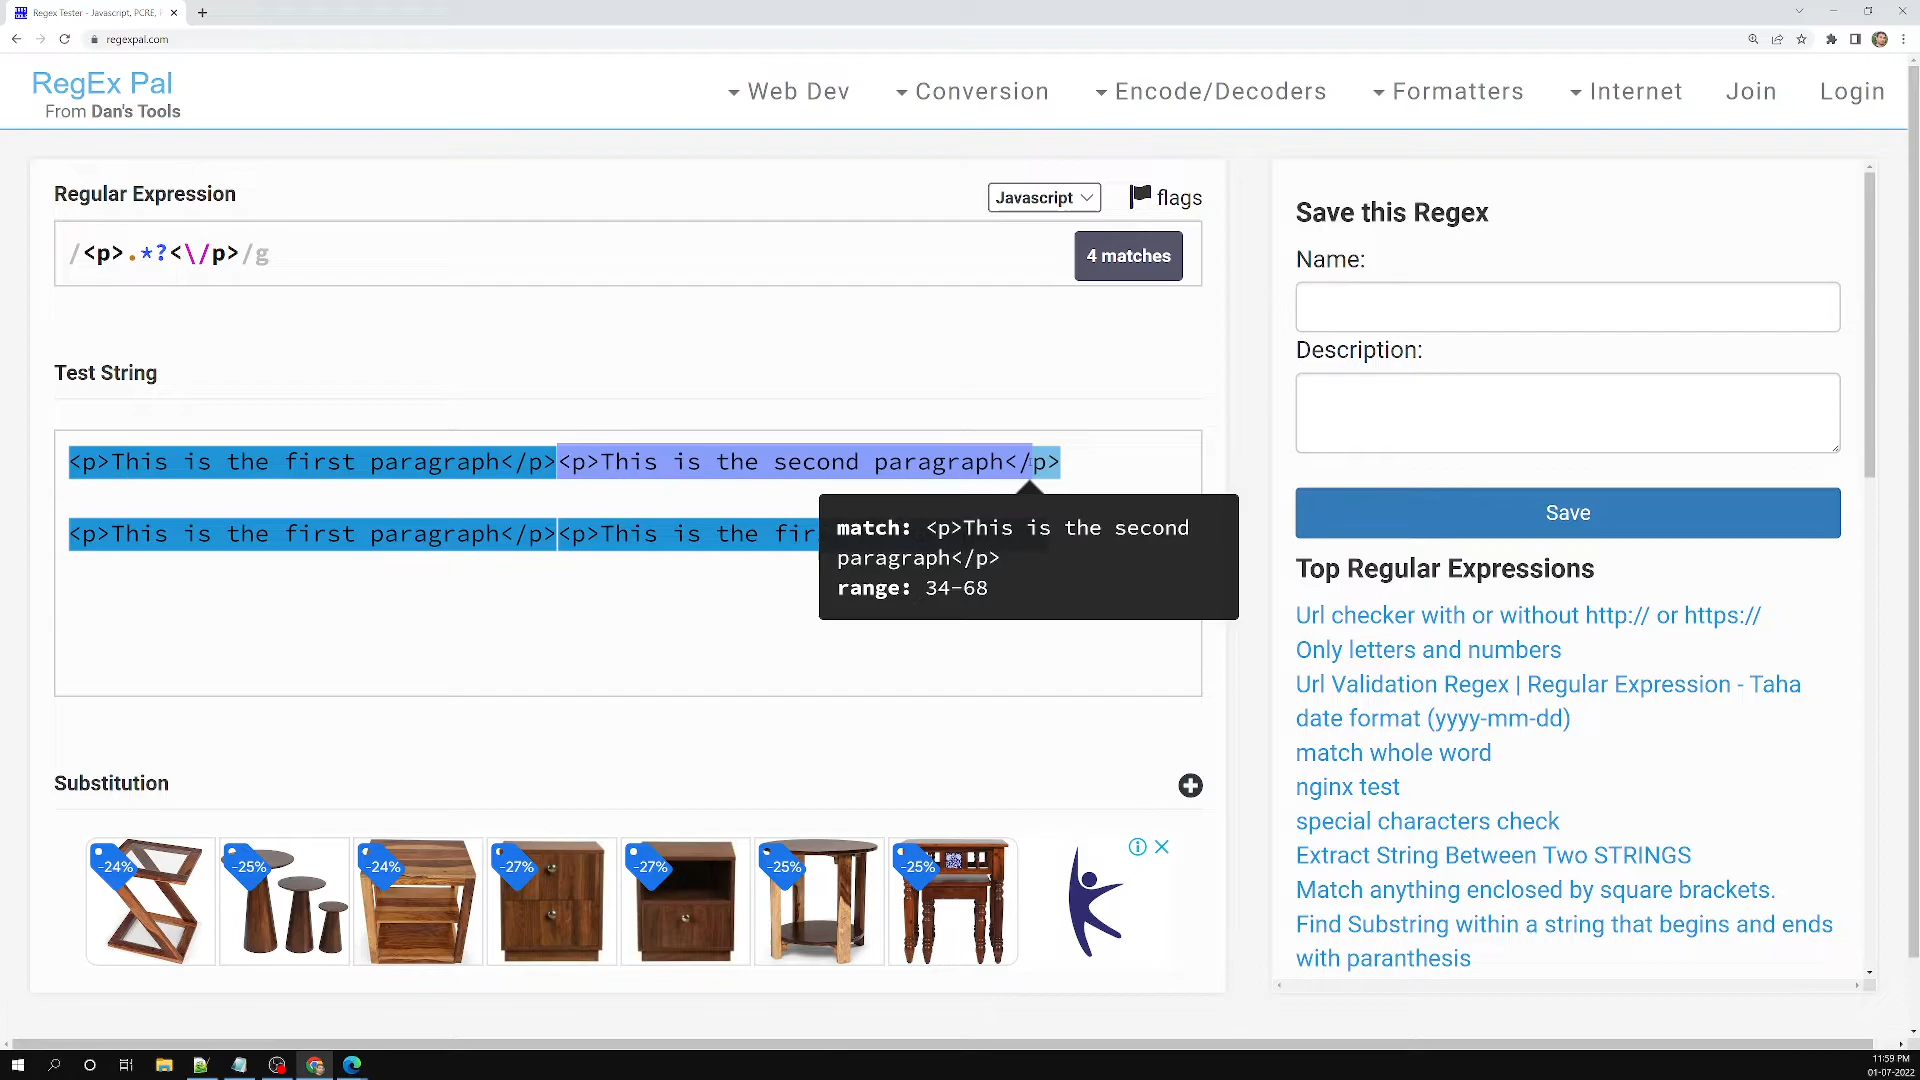 Regex Tester - Javascript, PCRE,
regexpal.com
RegEx Pal
From Dan's Tools
Web Dev
Conversion
Encode/Decoders
Formatters
Internet
Join
Login
Regular Expression
Javascript
flags
/<p>.*?<\/p>/g
4 matches
Test String
<p>This is the first paragraph</p><p>This is the second paragraph</p>
<p>This is the first paragraph</p><p>This is the fir
match: <p>This is the second
paragraph</p>
range: 34-68
Substitution
-24%
-25%
-24%
-27%
-27%
-25%
-25%
Save this Regex
Name:
Description:
Save
Top Regular Expressions
Url checker with or without http:// or https://
Only letters and numbers
Url Validation Regex | Regular Expression - Taha
date format (yyyy-mm-dd)
match whole word
nginx test
special characters check
Extract String Between Two STRINGS
Match anything enclosed by square brackets.
Find Substring within a string that begins and ends
with paranthesis
11:59 PM
01-07-2022